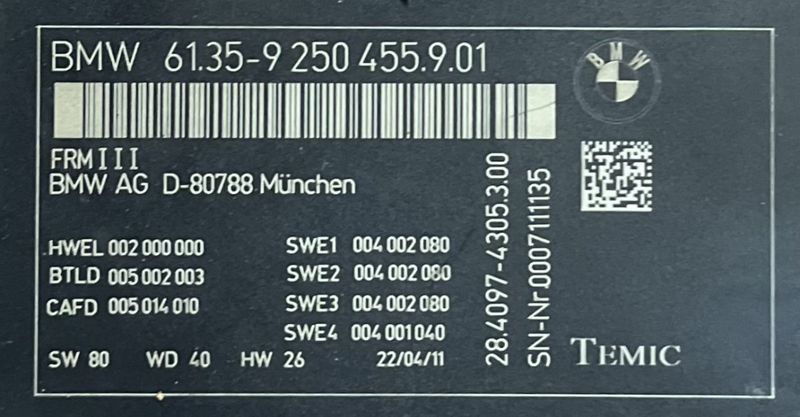 BMW 61.35-9 250 455.9.01
BMW
FRM III
BMW AG D-80788 München
HWEL 002 000 000
BTLD 005 002 003
CAFD 005 014 010
SWE1 004 002 080
SWE2 004 002 080
SWE3 004 002 080
SWE4 004 001 040
SW 80 WD 40 HW 26 22/04/11
28.4097-4305.3.00
SN-Nr.0007111135
TEMIC